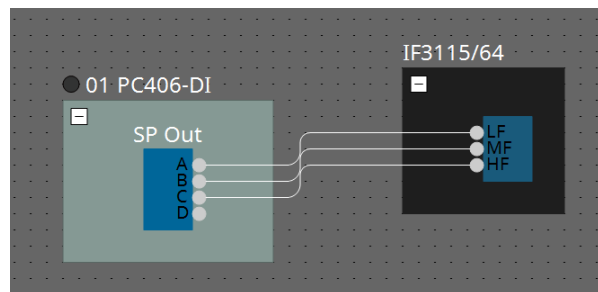 IF3115/64
01 PC406-DI
SP Out
A
B
C
D
LF
MF
HF